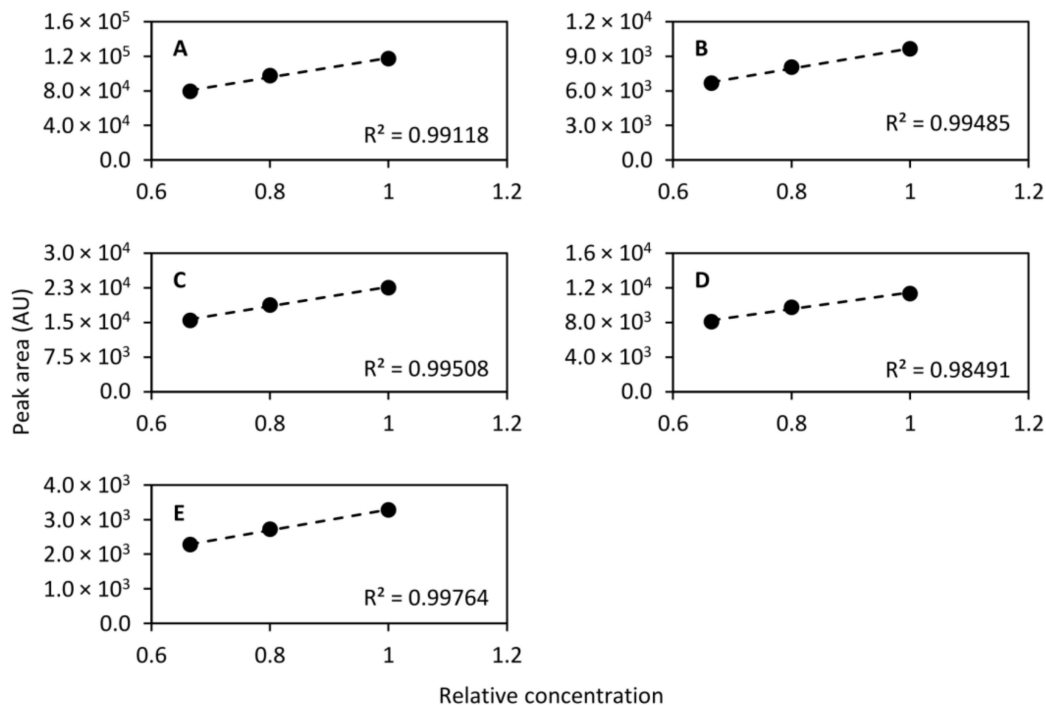 1.6 × 10⁵
1.2 × 10⁵
8.0 × 10⁴
4.0 × 10⁴
0.0
A
R² = 0.99118
0.6 0.8 1 1.2
1.2 × 10⁴
9.0 × 10³
6.0 × 10³
3.0 × 10³
0.0
B
R² = 0.99485
0.6 0.8 1 1.2
Peak area (AU)
3.0 × 10⁴
2.3 × 10⁴
1.5 × 10⁴
7.5 × 10³
0.0
C
R² = 0.99508
0.6 0.8 1 1.2
1.6 × 10⁴
1.2 × 10⁴
8.0 × 10³
4.0 × 10³
0.0
D
R² = 0.98491
0.6 0.8 1 1.2
4.0 × 10³
3.0 × 10³
2.0 × 10³
1.0 × 10³
0.0
E
R² = 0.99764
0.6 0.8 1 1.2
Relative concentration